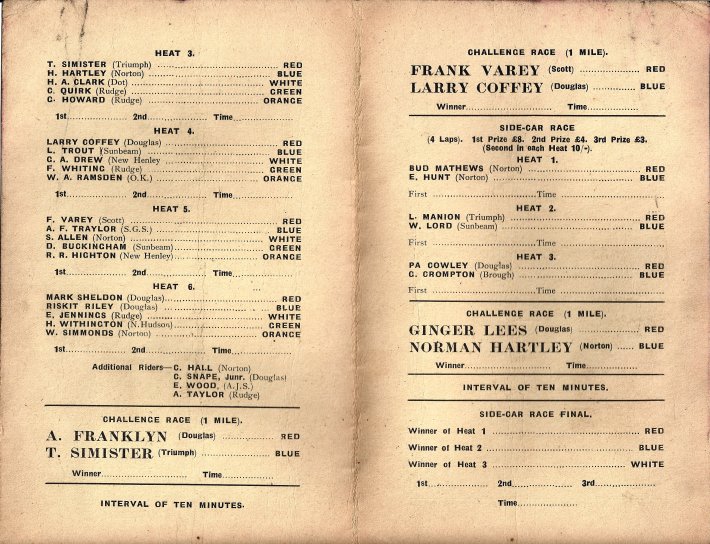 HEAT 3.
T. SIMISTER (Triumph) ........ RED
H. HARTLEY (Norton) ........ BLUE
H. A. CLARK (Dot) ........ WHITE
C. QUIRK (Rudge) ........ GREEN
C. HOWARD (Rudge) ........ ORANGE
1st........ 2nd ........ Time........
HEAT 4.
LARRY COFFEY (Douglas) ........ RED
L. TROUT (Sunbeam) ........ BLUE
C. A. DREW (New Henley ........ WHITE
F. WHITING (Rudge) ........ GREEN
W. A. RAMSDEN (O.K.) ........ ORANGE
1st........ 2nd ........ Time........
HEAT 5.
F. VAREY (Scott) ........ RED
A. F. TRAYLOR (S.G.S.) ........ BLUE
S. ALLEN (Norton) ........ WHITE
D. BUCKINGHAM (Sunbeam) ........ GREEN
R. R. HIGHTON (New Henley) ........ ORANGE
1st........ 2nd ........ Time........
HEAT 6.
MARK SHELDON (Douglas)........ RED
RISKIT RILEY (Douglas) ........ BLUE
E. JENNINGS (Rudge) ........ WHITE
H. WITHINGTON (N.Hudson)........ GREEN
W. SIMMONDS (Norton) ........ ORANGE
1st........ 2nd ........ Time........
Additional Riders—C. HALL (Norton)
C. SNAPE, Junr. (Douglas)
E. WOOD, (A.J.S.)
A. TAYLOR (Rudge)
CHALLENGE RACE (1 MILE).
A. FRANKLYN (Douglas) ........ RED
T. SIMISTER (Triumph) ........ BLUE
Winner........ Time........
INTERVAL OF TEN MINUTES.
CHALLENGE RACE (1 MILE).
FRANK VAREY (Scott) ........ RED
LARRY COFFEY (Douglas) ........ BLUE
Winner........ Time........
SIDE-CAR RACE
(4 Laps). 1st Prize £8. 2nd Prize £4. 3rd Prize £3.
(Second in each Heat 10/-).
HEAT 1.
BUD MATHEWS (Norton) ........ RED
E. HUNT (Norton) ........ BLUE
First ........Time ........
HEAT 2.
L. MANION (Triumph) ........ RED
W. LORD (Sunbeam) ........ BLUE
First ........Time ........
HEAT 3.
PA COWLEY (Douglas) ........ RED
C. CROMPTON (Brough) ........ BLUE
First ........Time ........
CHALLENGE RACE (1 MILE).
GINGER LEES (Douglas) ........ RED
NORMAN HARTLEY (Norton) ...... BLUE
Winner........ Time........
INTERVAL OF TEN MINUTES.
SIDE-CAR RACE FINAL.
Winner of Heat 1 ........ RED
Winner of Heat 2 ........ BLUE
Winner of Heat 3 ........ WHITE
1st........ 2nd........ 3rd........
Time........